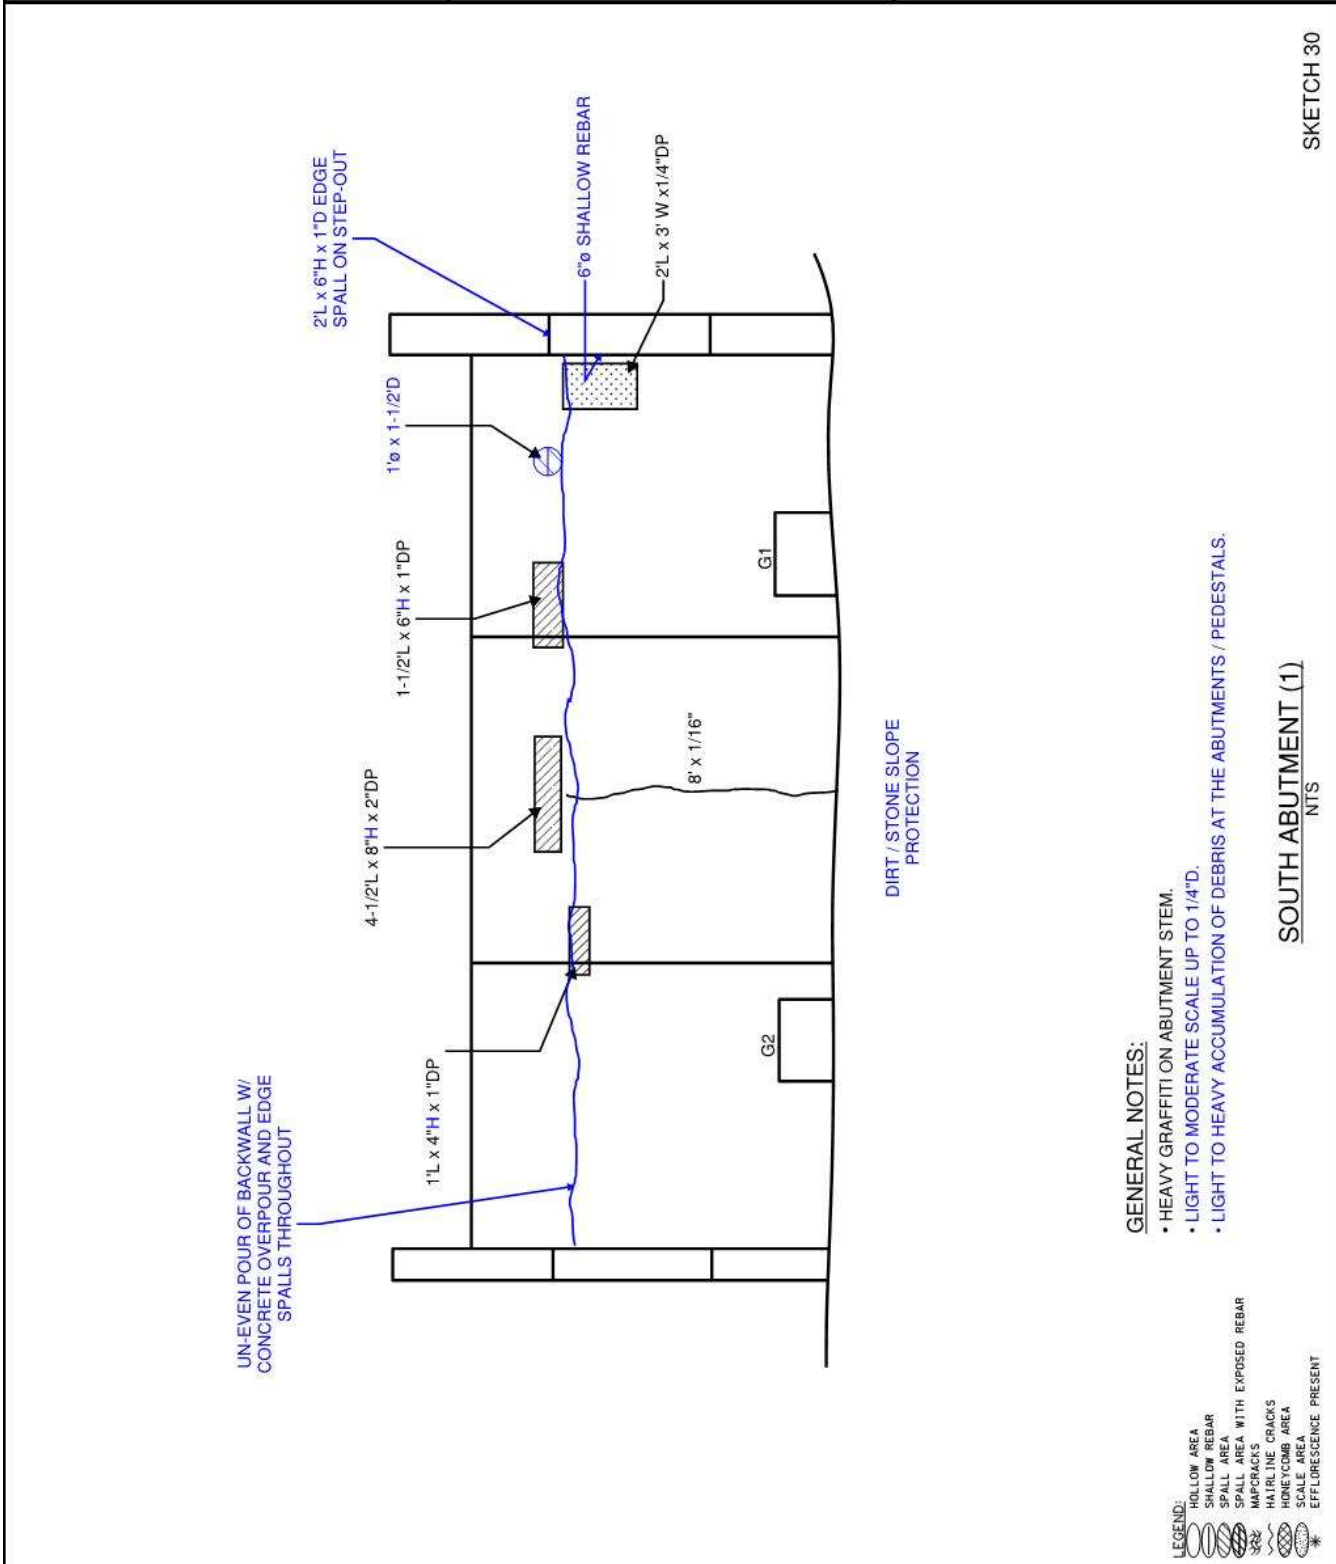 UN-EVEN POUR OF BACKWALL W/
CONCRETE OVERPOUR AND EDGE
SPALLS THROUGHOUT
1'L x 4"H x 1"DP
4-1/2'L x 8"H x 2"DP
1-1/2'L x 6"H x 1"DP
1'ø x 1-1/2'D
2'L x 6"H x 1"D EDGE
SPALL ON STEP-OUT
6"ø SHALLOW REBAR
2'L x 3' W x1/4"DP
8' x 1/16"
G2
G1
DIRT / STONE SLOPE
PROTECTION
GENERAL NOTES:
• HEAVY GRAFFITI ON ABUTMENT STEM.
• LIGHT TO MODERATE SCALE UP TO 1/4"D.
• LIGHT TO HEAVY ACCUMULATION OF DEBRIS AT THE ABUTMENTS / PEDESTALS.
LEGEND:
HOLLOW AREA
SHALLOW REBAR
SPALL AREA
SPALL AREA WITH EXPOSED REBAR
MAPCRACKS
HAIRLINE CRACKS
HONEYCOMB AREA
SCALE AREA
* EFFLORESCENCE PRESENT
SOUTH ABUTMENT (1)
NTS
SKETCH 30